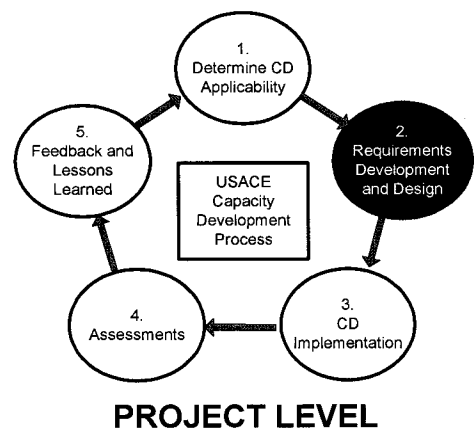 1.
Determine CD
Applicability
2.
Requirements
Development
and Design
3.
CD
Implementation
4.
Assessments
5.
Feedback and
Lessons
Learned
USACE
Capacity
Development
Process
PROJECT LEVEL